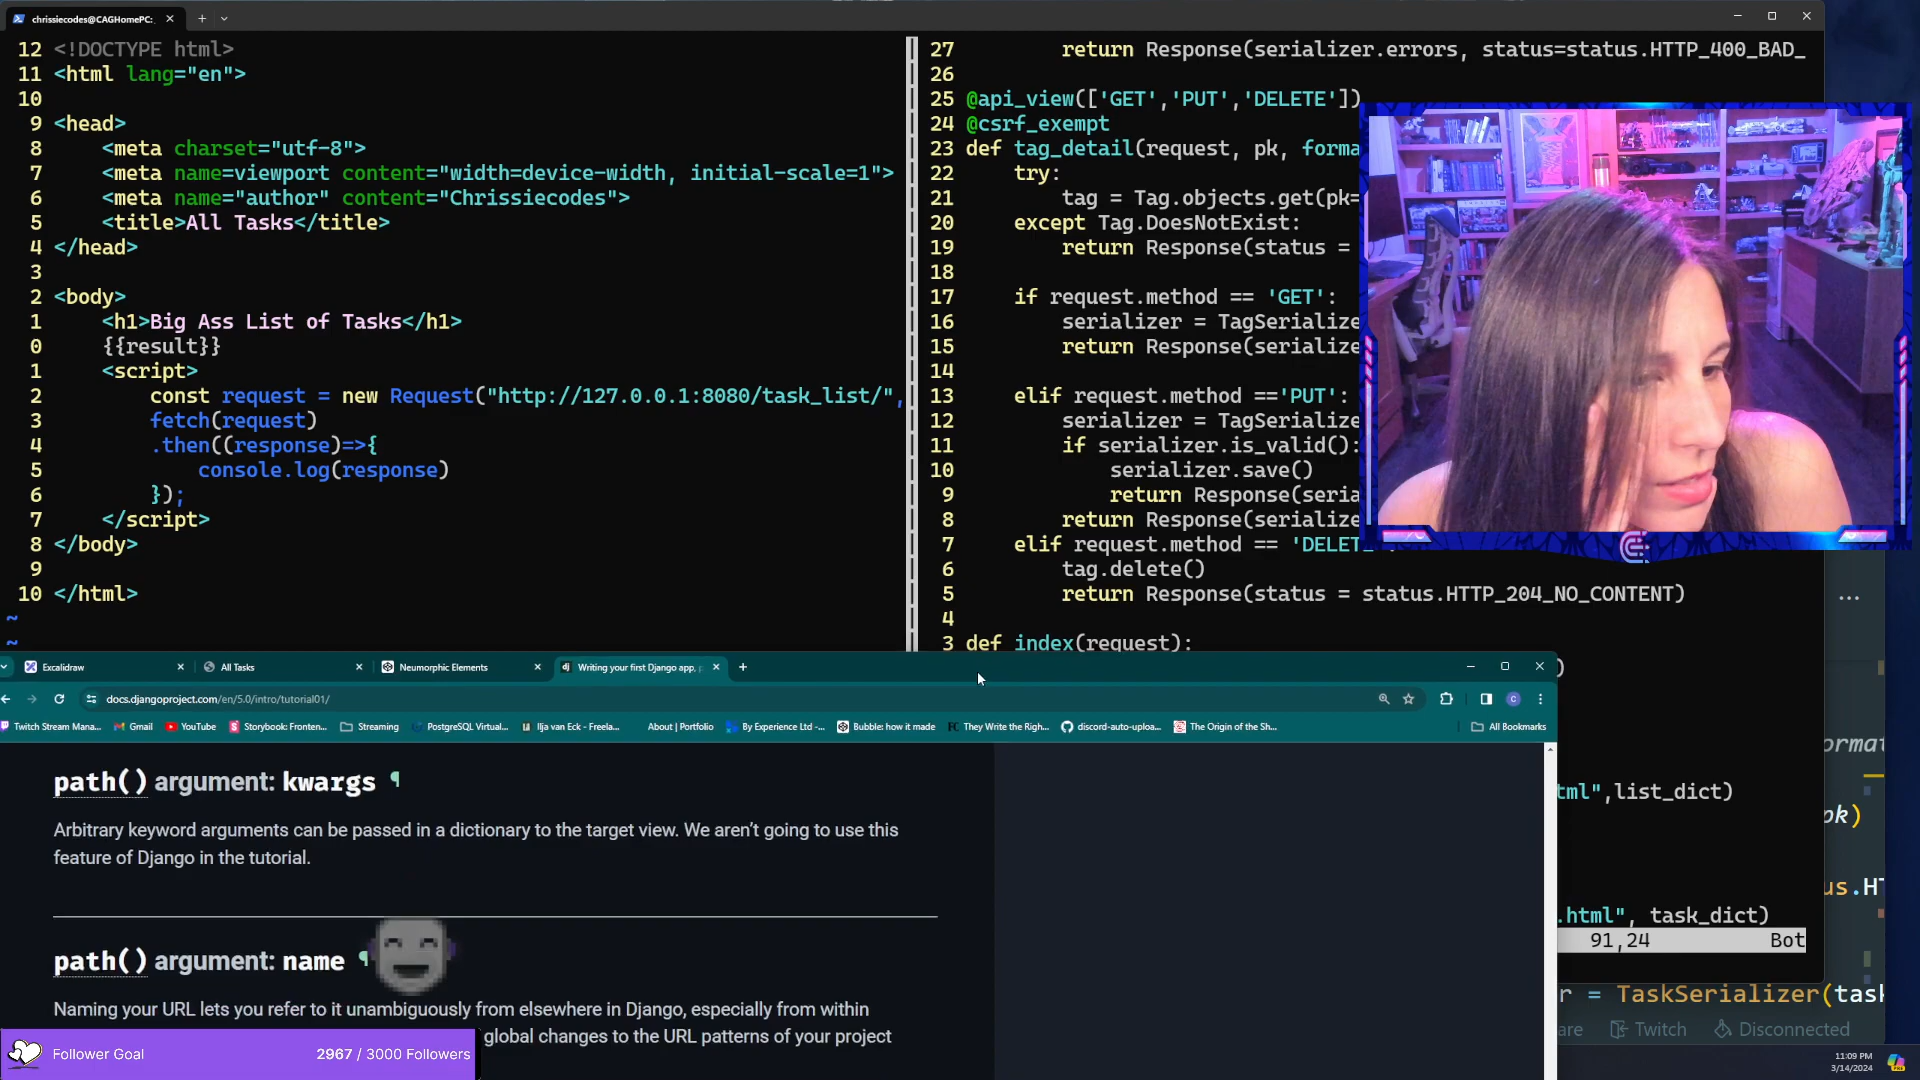 chrissiecodes@CAGHomePC:
12 <!DOCTYPE html>
11 <html lang="en">
10
9 <head>
8 <meta charset="utf-8">
7 <meta name=viewport content="width=device-width, initial-scale=1">
6 <meta name="author" content="Chrissiecodes">
5 <title>All Tasks</title>
4 </head>
3
2 <body>
1 <h1>Big Ass List of Tasks</h1>
0 {{result}}
1 <script>
2 const request = new Request("http://127.0.0.1:8080/task_list/",
3 fetch(request)
4 .then((response)=>{
5 console.log(response)
6 });
7 </script>
8 </body>
9
10 </html>
~
~
27 return Response(serializer.errors, status=status.HTTP_400_BAD_
26
25 @api_view(['GET','PUT','DELETE'])
24 @csrf_exempt
23 def tag_detail(request, pk, forma
22 try:
21 tag = Tag.objects.get(pk=
20 except Tag.DoesNotExist:
19 return Response(status =
18
17 if request.method == 'GET':
16 serializer = TagSerialize
15 return Response(serialize
14
13 elif request.method =='PUT':
12 serializer = TagSerialize
11 if serializer.is_valid():
10 serializer.save()
9 return Response(seria
8 return Response(serialize
7 elif request.method == 'DELET
6 tag.delete()
5 return Response(status = status.HTTP_204_NO_CONTENT)
4
3 def index(request):
)
ormat
tml",list_dict)
pk)
us.HT
.html", task_dict)
91,24 Bot
r = TaskSerializer(task
are Twitch Disconnected
Excalidraw
All Tasks
Neumorphic Elements
Writing your first Django app, p
docs.djangoproject.com/en/5.0/intro/tutorial01/
Twitch Stream Mana... Gmail YouTube Storybook: Fronten... Streaming PostgreSQL Virtual... Ilja van Eck - Freela... About | Portfolio By Experience Ltd -... Bubble: how it made They Write the Righ... discord-auto-uploa... The Origin of the Sh... All Bookmarks
path() argument: kwargs ¶
Arbitrary keyword arguments can be passed in a dictionary to the target view. We aren't going to use this
feature of Django in the tutorial.
path() argument: name ¶
Naming your URL lets you refer to it unambiguously from elsewhere in Django, especially from within
global changes to the URL patterns of your project
Follower Goal 2967 / 3000 Followers
11:09 PM
3/14/2024